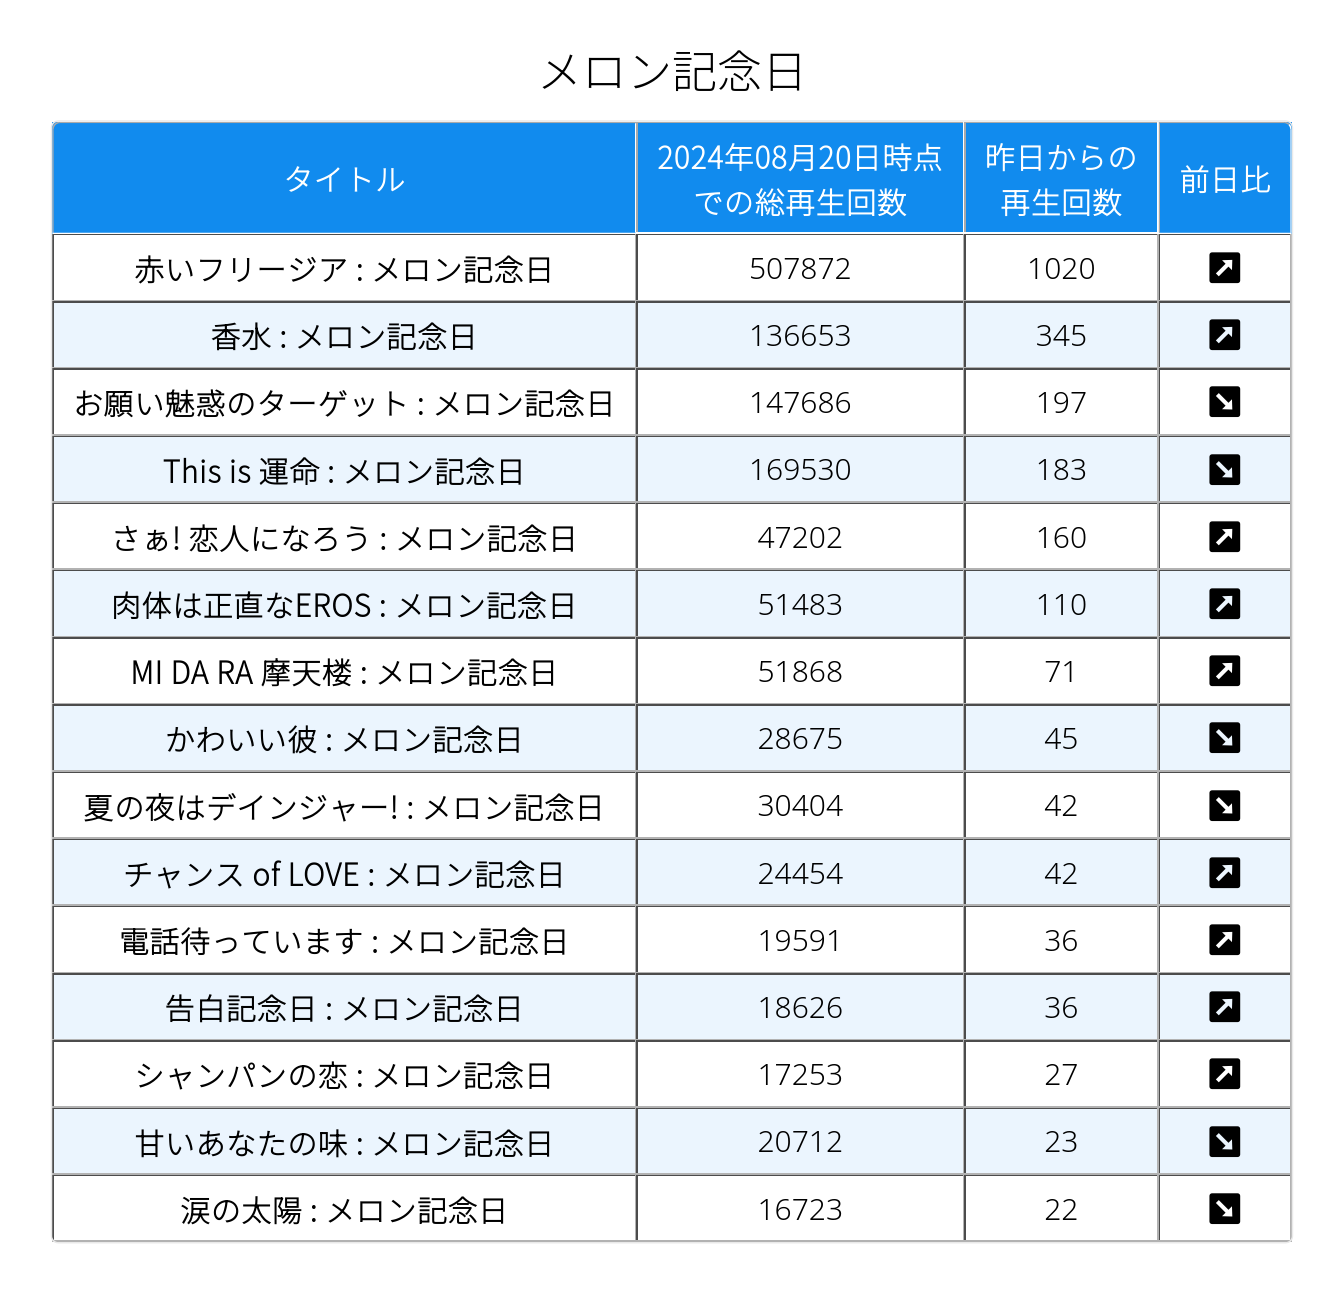 メロン記念日
タイトル 2024年08月20日時点での総再生回数 昨日からの再生回数 前日比
赤いフリージア : メロン記念日 507872 1020 ↗
香水 : メロン記念日 136653 345 ↗
お願い魅惑のターゲット : メロン記念日 147686 197 ↘
This is 運命 : メロン記念日 169530 183 ↘
さぁ! 恋人になろう : メロン記念日 47202 160 ↗
肉体は正直なEROS : メロン記念日 51483 110 ↗
MI DA RA 摩天楼 : メロン記念日 51868 71 ↗
かわいい彼 : メロン記念日 28675 45 ↘
夏の夜はデインジャー! : メロン記念日 30404 42 ↘
チャンス of LOVE : メロン記念日 24454 42 ↗
電話待っています : メロン記念日 19591 36 ↗
告白記念日 : メロン記念日 18626 36 ↗
シャンパンの恋 : メロン記念日 17253 27 ↗
甘いあなたの味 : メロン記念日 20712 23 ↘
涙の太陽 : メロン記念日 16723 22 ↘